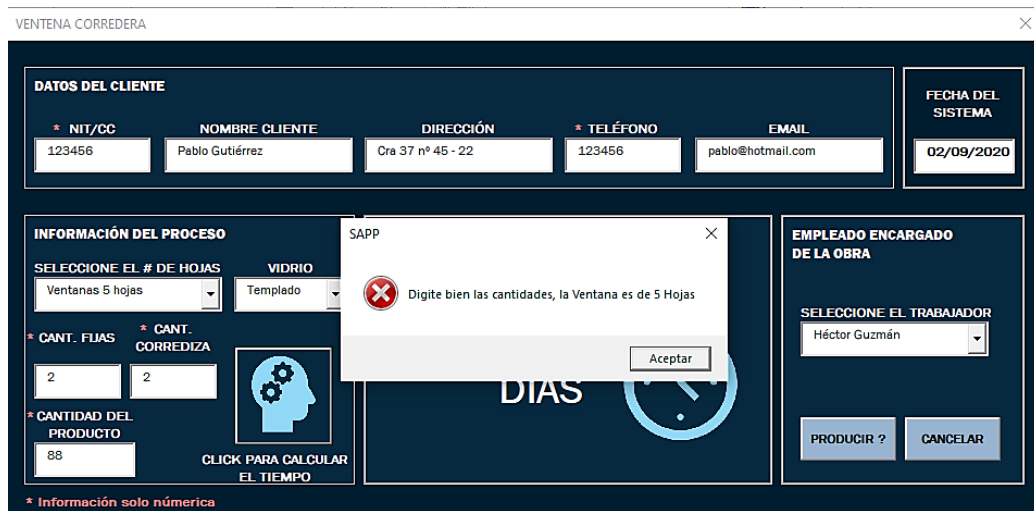 VENTENA CORREDERA
DATOS DEL CLIENTE
* NIT/CC
NOMBRE CLIENTE
DIRECCIÓN
* TELÉFONO
EMAIL
123456
Pablo Gutiérrez
Cra 37 nº 45 - 22
123456
pablo@hotmail.com
FECHA DEL
SISTEMA
02/09/2020
INFORMACIÓN DEL PROCESO
SELECCIONE EL # DE HOJAS
VIDRIO
Ventanas 5 hojas
Templado
* CANT. FIJAS
* CANT.
CORREDIZA
2
2
* CANTIDAD DEL
PRODUCTO
88
CLICK PARA CALCULAR
EL TIEMPO
* Información solo númerica
SAPP
Digite bien las cantidades, la Ventana es de 5 Hojas
Aceptar
DIAS
EMPLEADO ENCARGADO
DE LA OBRA
SELECCIONE EL TRABAJADOR
Héctor Guzmán
PRODUCIR ?
CANCELAR